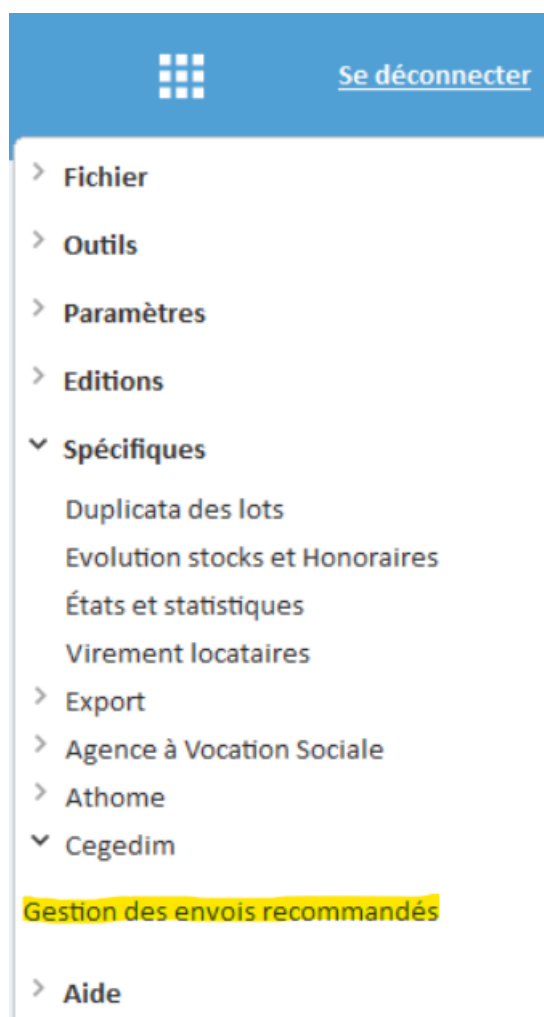 Se déconnecter
Fichier
Outils
Paramètres
Editions
Spécifiques
Duplicata des lots
Evolution stocks et Honoraires
États et statistiques
Virement locataires
Export
Agence à Vocation Sociale
Athome
Cegedim
Gestion des envois recommandés
Aide